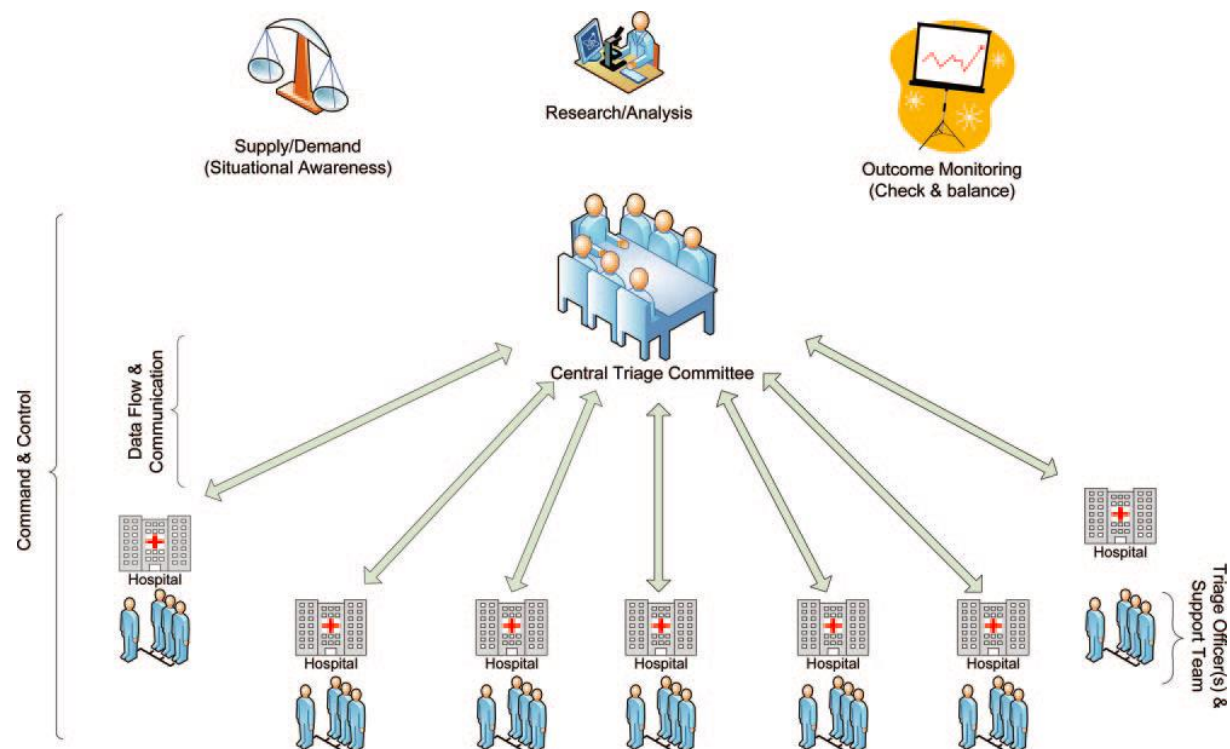 Supply/Demand
(Situational Awareness)
Research/Analysis
Outcome Monitoring
(Check & balance)
Central Triage Committee
Command & Control
Data Flow &
Communication
Hospital
Hospital
Hospital
Hospital
Hospital
Hospital
Hospital
Triage Officer(s) &
Support Team